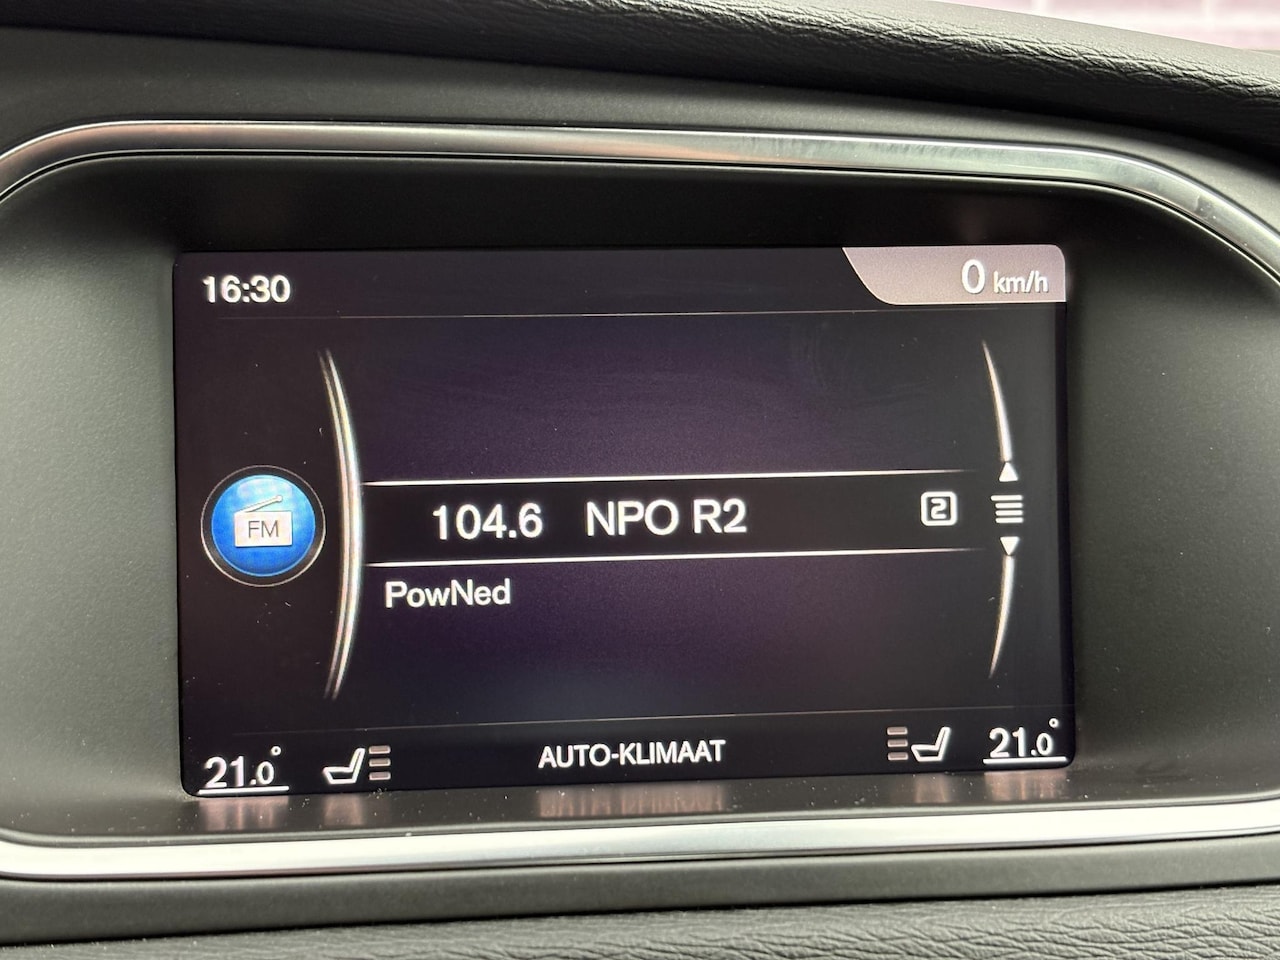 16:30
0 km/h
FM
104.6 NPO R2 2
PowNed
21.0° AUTO-KLIMAAT 21.0°